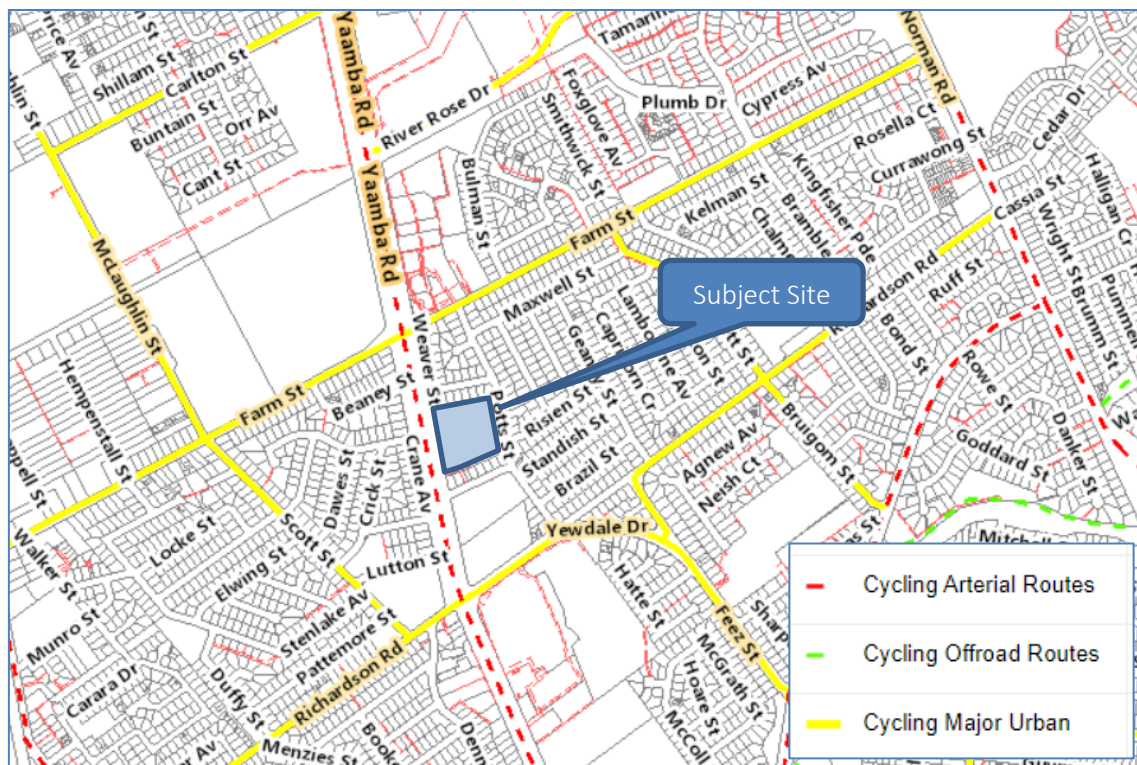 Price Av
Shillam St
Carlton St
Buntain St
Orr Av
Cant St
Yaamba Rd
River Rose Dr
Yaamba Rd
Bulman St
Smithwick St
Foxglove Av
Plumb Dr
Cypress Av
Norman Rd
Cedar Dr
Rosella Ct
Currawong St
Kingfisher Pde
Kelman St
Farm St
Cassia St
Wright St
Brumm St
Halligan Cr
McLaughlin St
Maxwell St
Subject Site
Ruff St
Bond St
Rowe St
Hempenstall St
Farm St
Beaney St
Weaver St
Potts St
Risien St
Standish St
Brazil St
Agnew Av
Neish Ct
Bruigom St
Goddard St
Danker St
Crane Av
Dawes St
Crick St
Locke St
Walker St
Scott St
Elwing St
Lutton St
Yewdale Dr
Munro St
Stenlake Av
Pattemore St
Richardson Rd
Hatte St
Feez St
Carara Dr
Duffy St
McGrath St
Hoare St
Menzies St
Cycling Arterial Routes
Cycling Offroad Routes
Cycling Major Urban